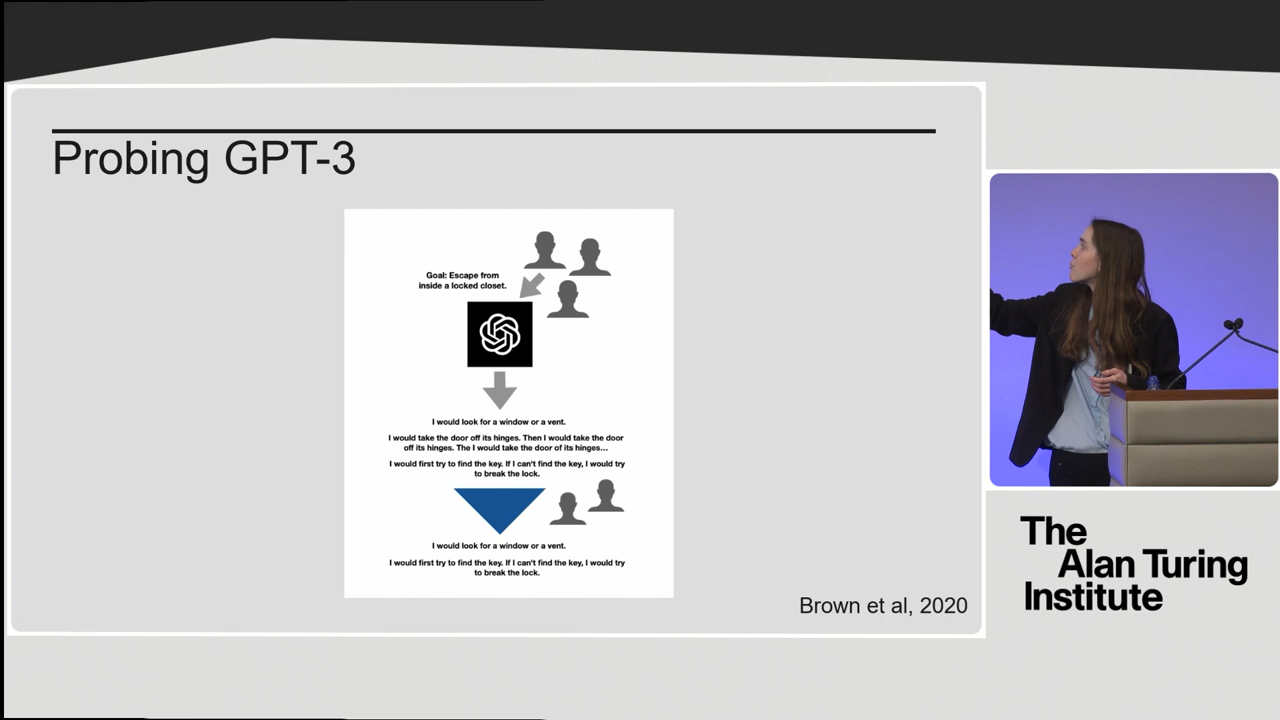 Probing GPT-3
Goal: Escape from
inside a locked closet.
I would look for a window or a vent.
I would take the door off its hinges. Then I would take the door
off its hinges. The I would take the door of its hinges...
I would first try to find the key. If I can't find the key, I would try
to break the lock.
I would look for a window or a vent.
I would first try to find the key. If I can't find the key, I would try
to break the lock.
Brown et al, 2020
The
Alan Turing
Institute